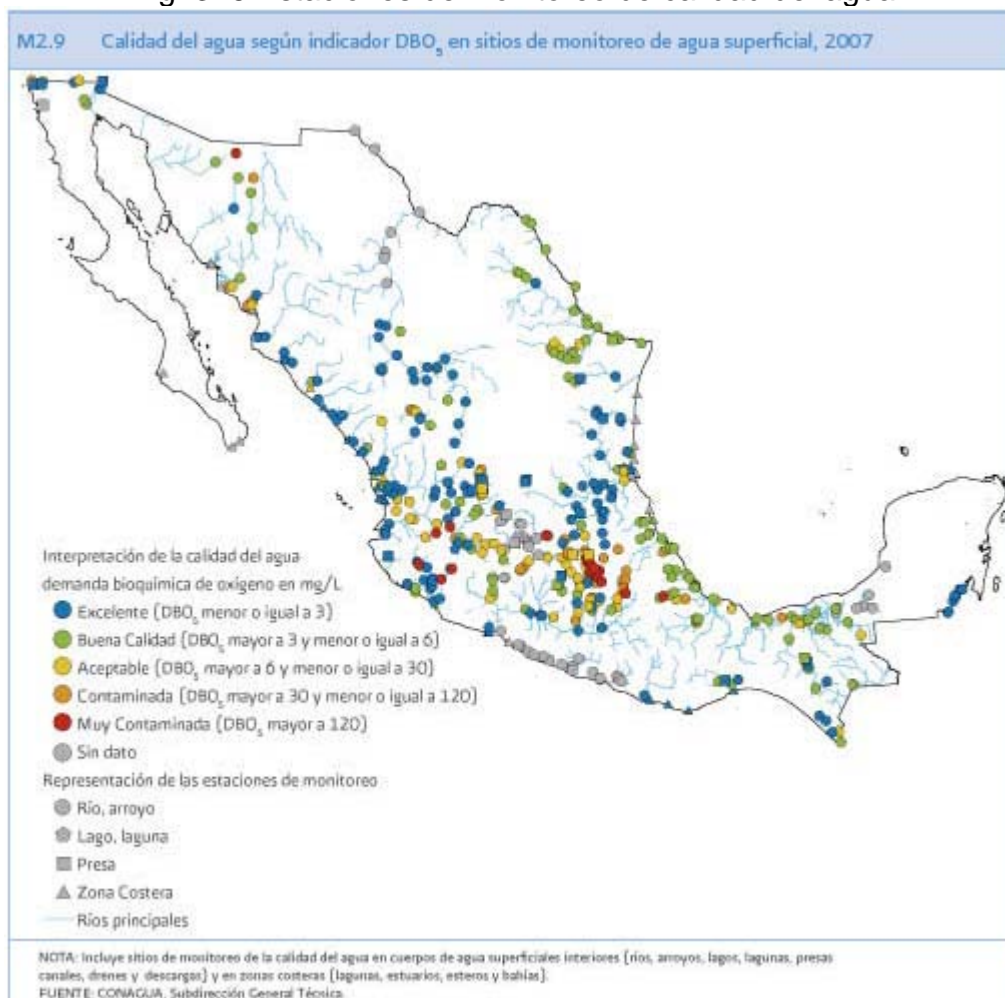 M2.9 Calidad del agua según indicador DBO₅ en sitios de monitoreo de agua superficial, 2007
Interpretación de la calidad del agua
demanda bioquímica de oxígeno en mg/L
Excelente (DBO₅ menor o igual a 3)
Buena Calidad (DBO₅ mayor a 3 y menor o igual a 6)
Aceptable (DBO₅ mayor a 6 y menor o igual a 30)
Contaminada (DBO₅ mayor a 30 y menor o igual a 120)
Muy Contaminada (DBO₅ mayor a 120)
Sin dato
Representación de las estaciones de monitoreo
Río, arroyo
Lago, laguna
Presa
Zona Costera
Ríos principales
NOTA: Incluye sitios de monitoreo de la calidad del agua en cuerpos de agua superficiales interiores (ríos, arroyos, lagos, lagunas, presas
canales, drenes y descargas) y en zonas costeras (lagunas, estuarios, esteros y bahías).
FUENTE: CONAGUA. Subdirección General Técnica.